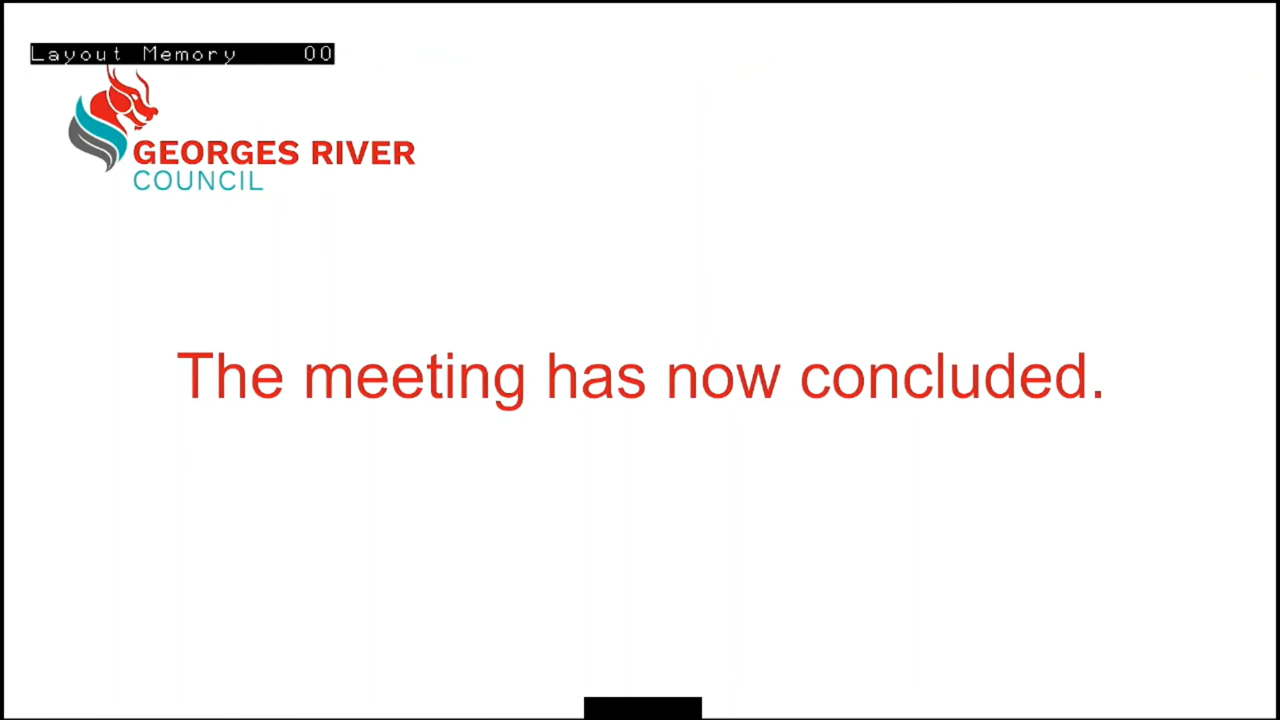 Layout Memory 00
GEORGES RIVER
COUNCIL
The meeting has now concluded.